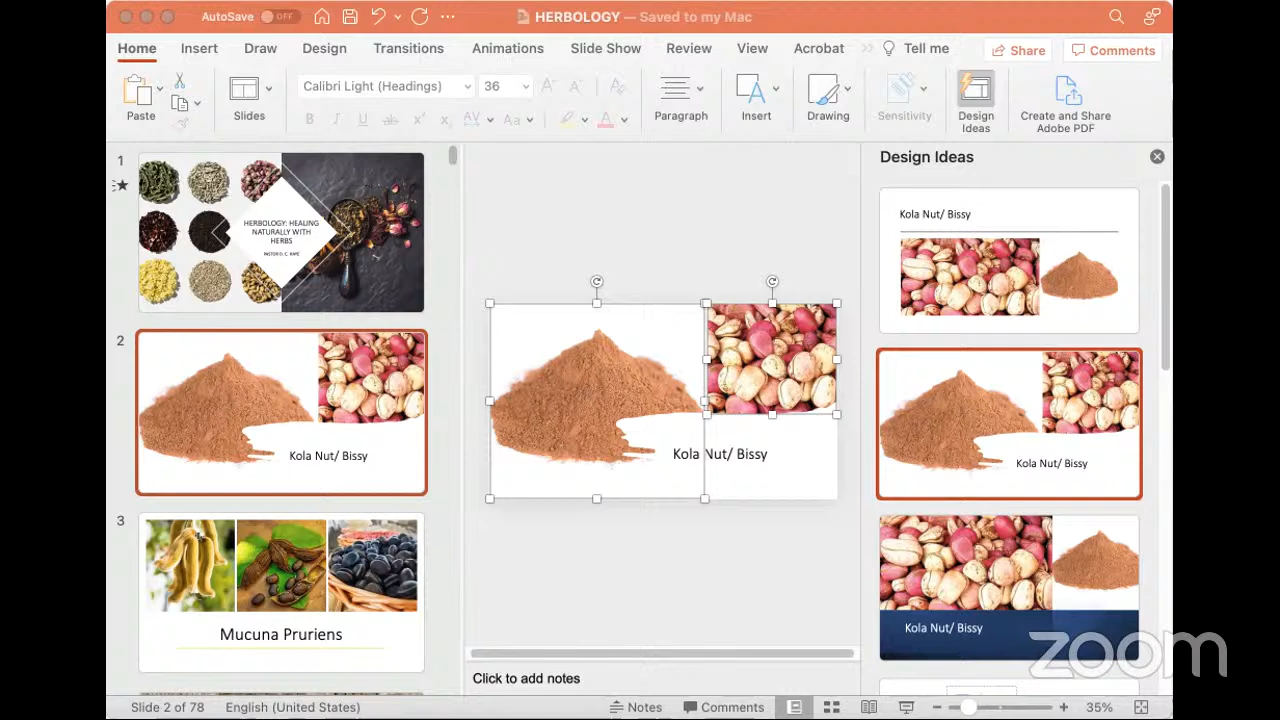 AutoSave OFF HERBOLOGY — Saved to my Mac
Home Insert Draw Design Transitions Animations Slide Show Review View Acrobat Tell me Share Comments
Calibri Light (Headings) 36
Paste Slides Paragraph Insert Drawing Sensitivity Design Ideas Create and Share Adobe PDF
Design Ideas
1
HERBOLOGY: HEALING
NATURALLY WITH
HERBS
2
Kola Nut/ Bissy
3
Mucuna Pruriens
Kola Nut/ Bissy
Kola Nut/ Bissy
Kola Nut/ Bissy
Kola Nut/ Bissy
zoom
Click to add notes
Slide 2 of 78 English (United States) Notes Comments 35%